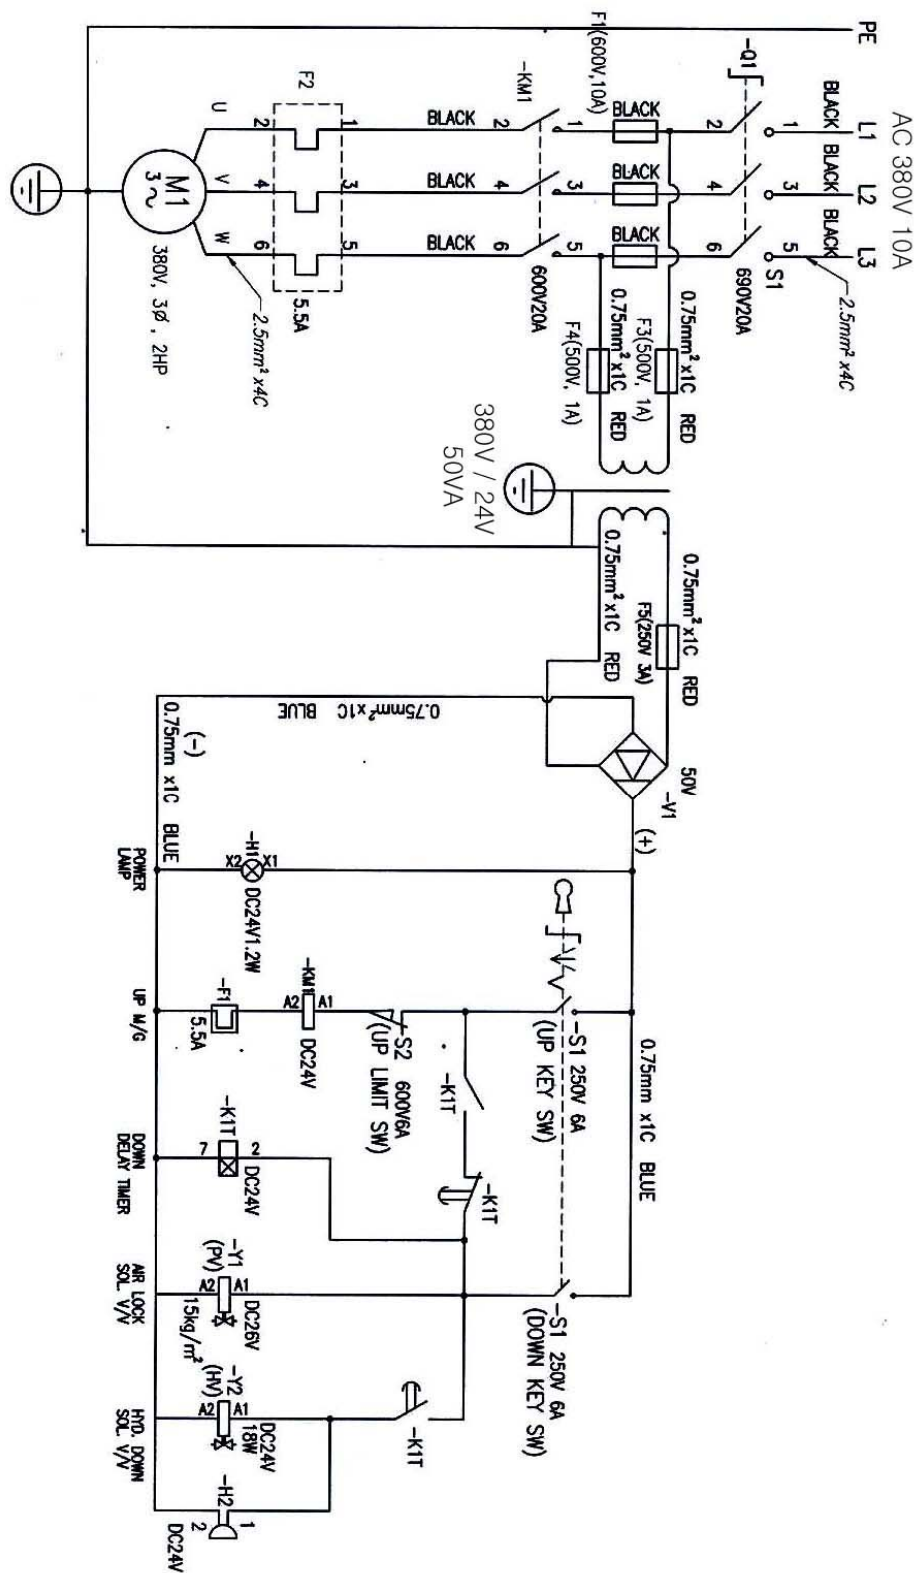 AC 380V 10A
PE
L1
L2
L3
BLACK
BLACK
BLACK
2.5mm² x4C
1
3
5
S1
-Q1
2
4
6
690V20A
F1(600V,10A)
BLACK
BLACK
BLACK
0.75mm² x1C RED
F3(500V, 1A)
0.75mm² x1C RED
F4(500V, 1A)
-KM1
1
3
5
2
4
6
600V20A
BLACK
BLACK
BLACK
F2
1
3
5
2
4
6
5.5A
U
V
W
2.5mm² x4C
M1
3~
380V, 3Ø, 2HP
380V / 24V
50VA
0.75mm² x1C RED
F5(250V 3A)
0.75mm² x1C RED
50V
-V1
(+)
0.75mm²x1C BLUE
(-)
0.75mm x1C BLUE
0.75mm x1C BLUE
-H1
X2
X1
DC24V1.2W
POWER
LAMP
-S1 250V 6A
(UP KEY SW)
-S2 600V6A
(UP LIMIT SW)
-KM1
A2
A1
DC24V
-F1
5.5A
UP M/G
-K1T
-K1T
-K1T
7
2
DC24V
DOWN
DELAY TIMER
-S1 250V 6A
(DOWN KEY SW)
-Y1
(PV)
A2
A1
DC26V
15kg/m²
AIR LOCK
SOL. V/V
-K1T
-Y2
(HV)
A2
A1
DC24V
18W
HYD. DOWN
SOL. V/V
-H2
1
2
DC24V